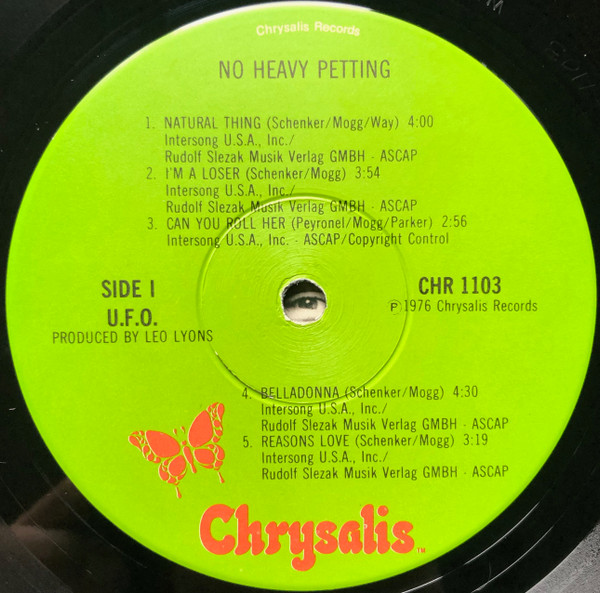 Chrysalis Records
NO HEAVY PETTING
1. NATURAL THING (Schenker/Mogg/Way) 4:00
Intersong U.S.A., Inc./
Rudolf Slezak Musik Verlag GMBH - ASCAP
2. I'M A LOSER (Schenker/Mogg) 3:54
Intersong U.S.A., Inc./
Rudolf Slezak Musik Verlag GMBH - ASCAP
3. CAN YOU ROLL HER (Peyronel/Mogg/Parker) 2:56
Intersong U.S.A., Inc. - ASCAP/Copyright Control
SIDE I
U.F.O.
PRODUCED BY LEO LYONS
CHR 1103
℗1976 Chrysalis Records
4. BELLADONNA (Schenker/Mogg) 4:30
Intersong U.S.A., Inc./
Rudolf Slezak Musik Verlag GMBH - ASCAP
5. REASONS LOVE (Schenker/Mogg) 3:19
Intersong U.S.A., Inc./
Rudolf Slezak Musik Verlag GMBH - ASCAP
Chrysalis™